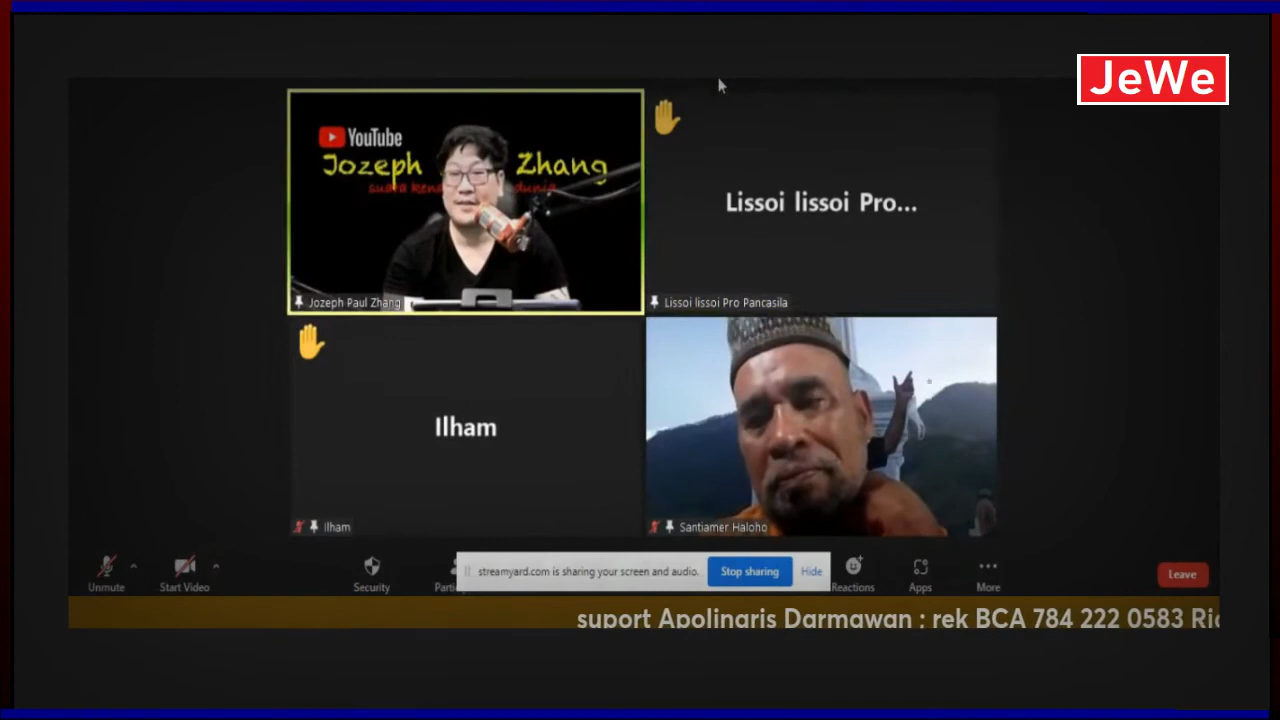 JeWe
YouTube
Jozeph Zhang
suara dunia
Jozeph Paul Zhang
Lissoi lissoi Pro...
Lissoi lissoi Pro Pancasila
Ilham
Ilham
Santiamer Haloho
Unmute
Start Video
Security
streamyard.com is sharing your screen and audio.
Stop sharing
Hide
Reactions
Apps
More
Leave
suport Apolinaris Darmawan : rek BCA 784 222 0583